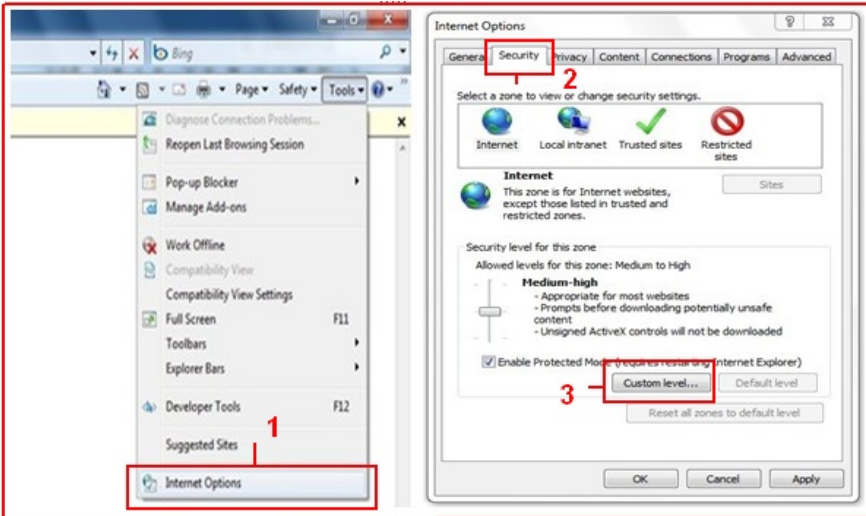 Bing
Page Safety Tools
Diagnose Connection Problems...
Reopen Last Browsing Session
Pop-up Blocker
Manage Add-ons
Work Offline
Compatibility View
Compatibility View Settings
Full Screen F11
Toolbars
Explorer Bars
Developer Tools F12
1
Suggested Sites
Internet Options
Internet Options
General Security Privacy Content Connections Programs Advanced
2
Select a zone to view or change security settings.
Internet Local intranet Trusted sites Restricted
sites
Internet
Sites
This zone is for Internet websites,
except those listed in trusted and
restricted zones.
Security level for this zone
Allowed levels for this zone: Medium to High
Medium-high
- Appropriate for most websites
- Prompts before downloading potentially unsafe
content
- Unsigned ActiveX controls will not be downloaded
Enable Protected Mode (requires restarting Internet Explorer)
3
Custom level... Default level
Reset all zones to default level
OK Cancel Apply